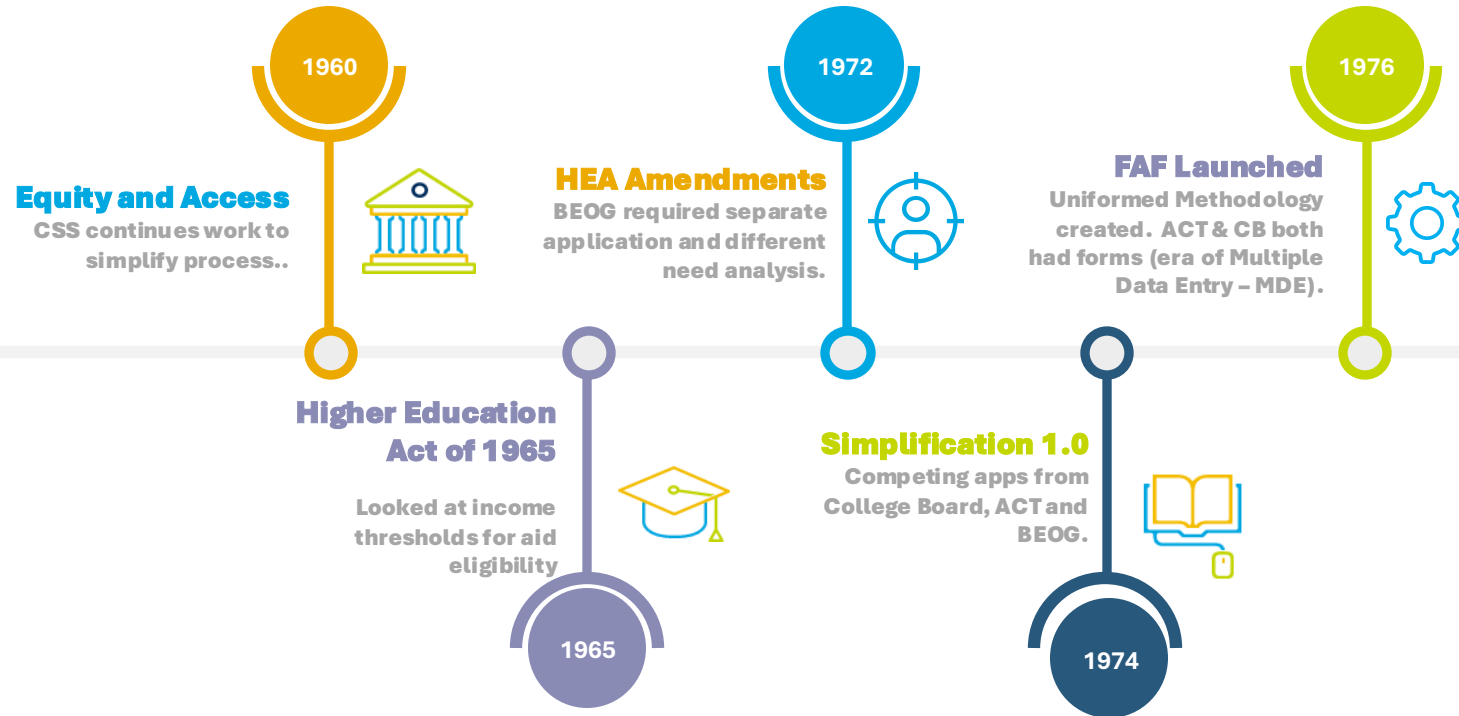 1960
Equity and Access
CSS continues work to
simplify process..
1965
Higher Education
Act of 1965
Looked at income
thresholds for aid
eligibility
1972
HEA Amendments
BEOG required separate
application and different
need analysis.
1974
Simplification 1.0
Competing apps from
College Board, ACT and
BEOG.
1976
FAF Launched
Uniformed Methodology
created. ACT & CB both
had forms (era of Multiple
Data Entry – MDE).